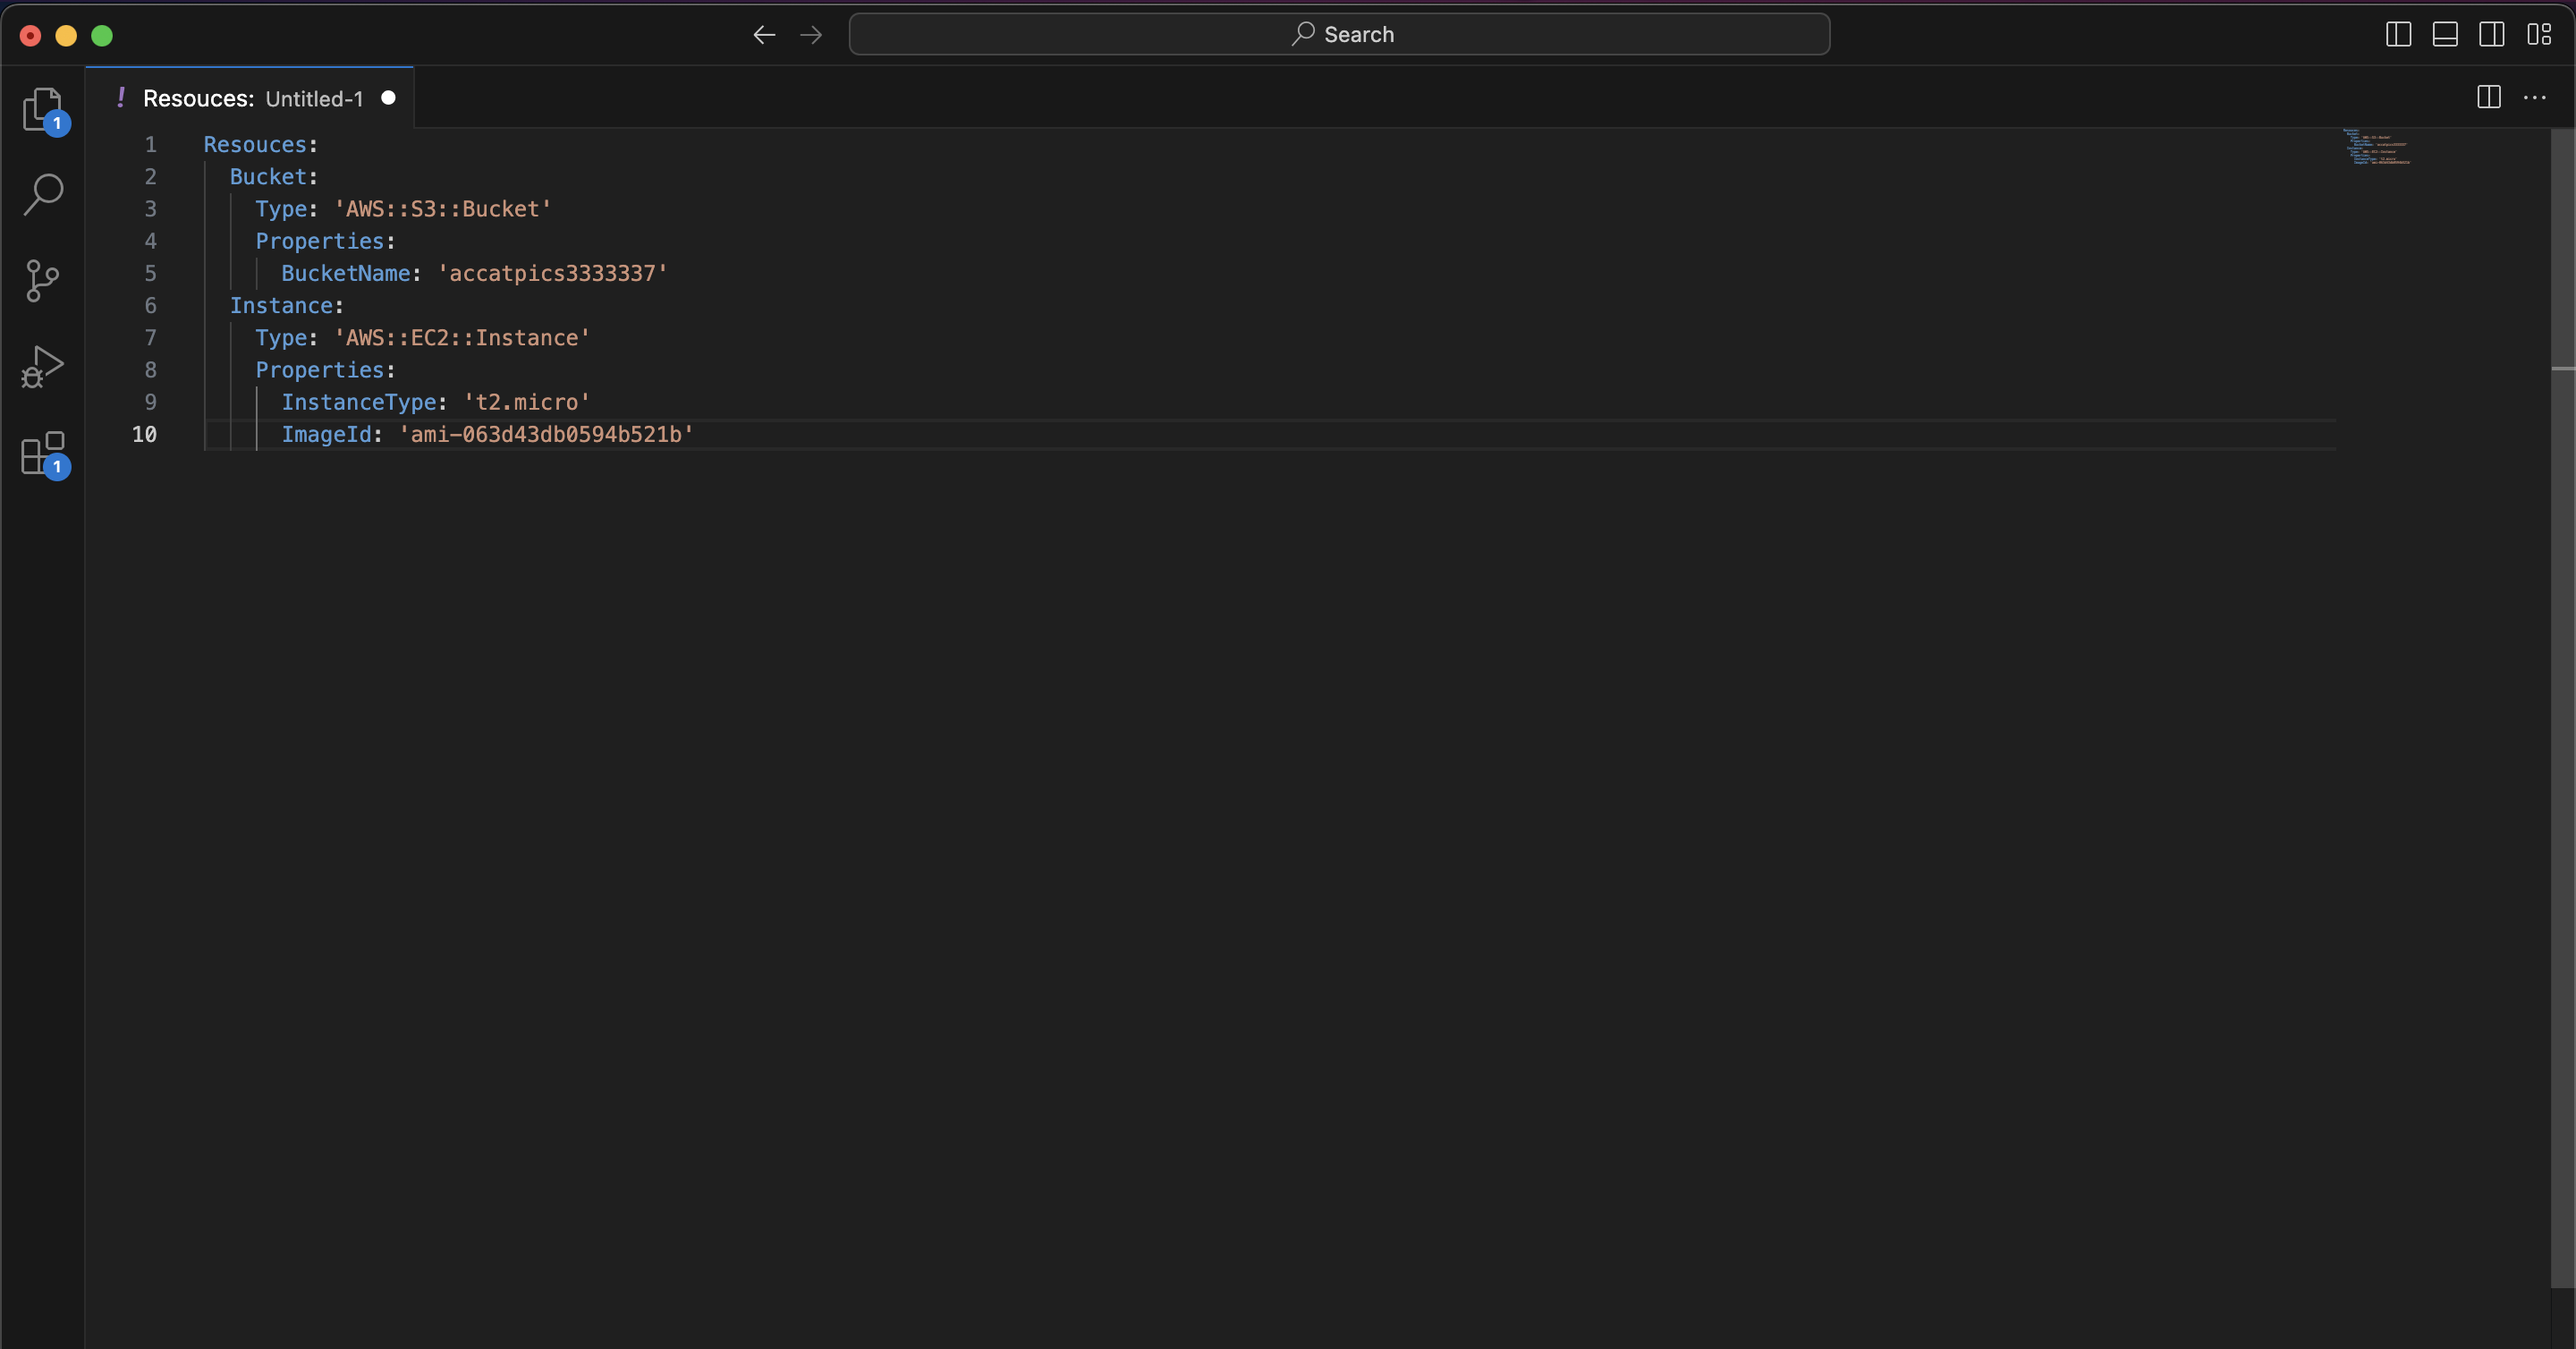 Search
1
! Resouces: Untitled-1
1 Resouces:
2 Bucket:
3 Type: 'AWS::S3::Bucket'
4 Properties:
5 BucketName: 'accatpics3333337'
6 Instance:
7 Type: 'AWS::EC2::Instance'
8 Properties:
9 InstanceType: 't2.micro'
10 ImageId: 'ami-063d43db0594b521b'
1